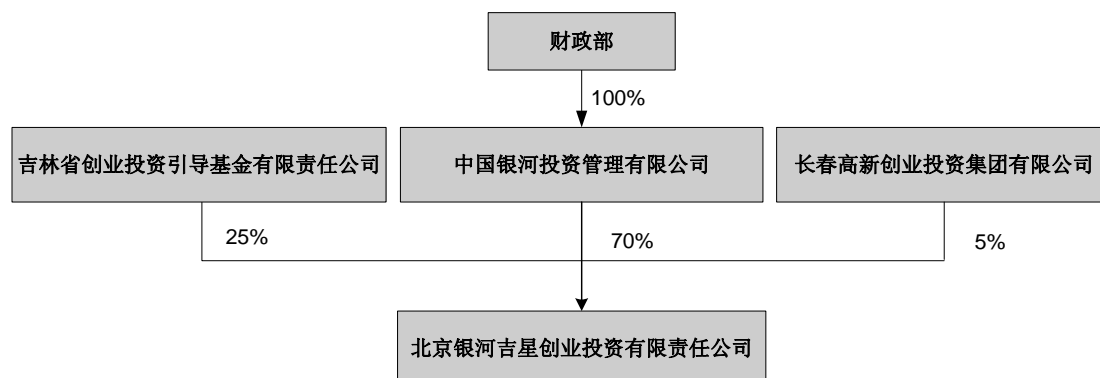 财政部
100%
吉林省创业投资引导基金有限责任公司
中国银河投资管理有限公司
长春高新创业投资集团有限公司
25%
70%
5%
北京银河吉星创业投资有限责任公司